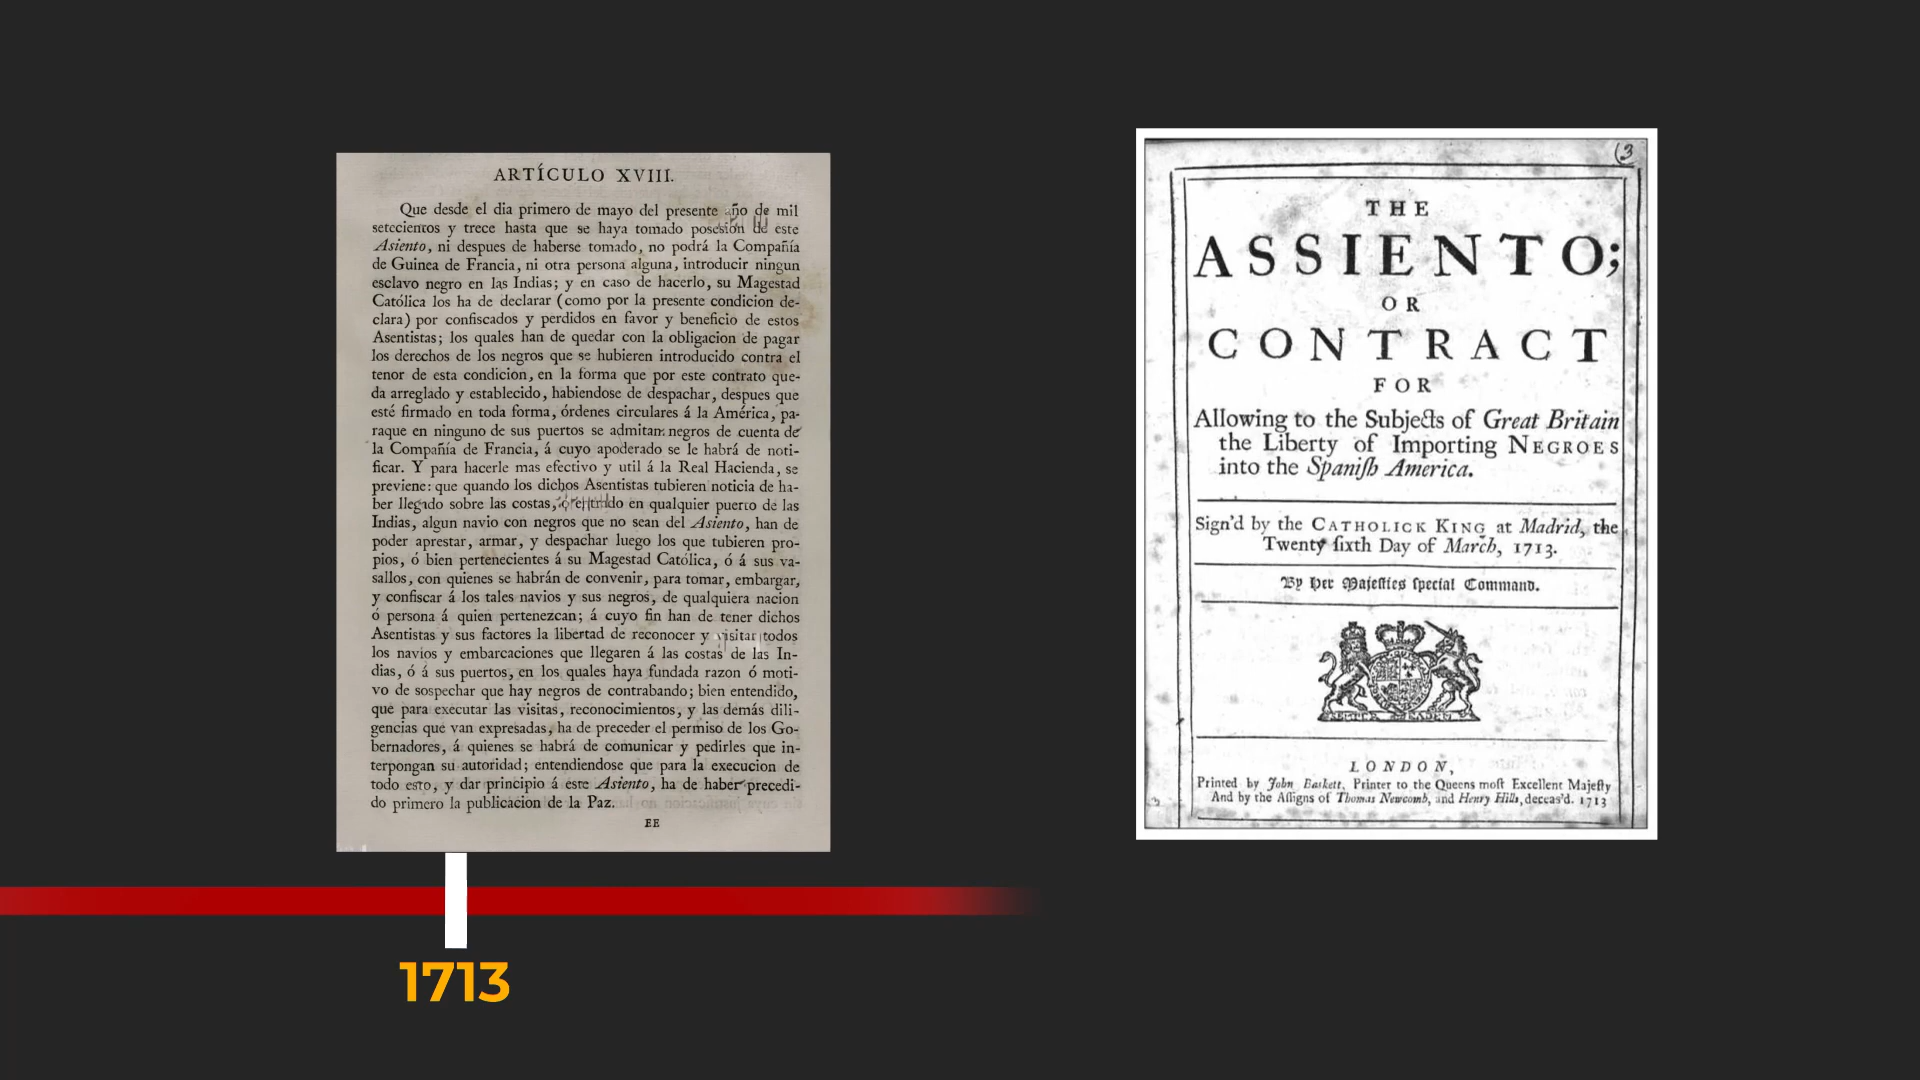 ARTÍCULO XVIII.
Que desde el dia primero de mayo del presente año de mil
setecientos y trece hasta que se haya tomado posesion de este
Asiento, ni despues de haberse tomado, no podrá la Compañía
de Guinea de Francia, ni otra persona alguna, introducir ningun
esclavo negro en las Indias; y en caso de hacerlo, su Magestad
Católica los ha de declarar (como por la presente condicion de-
clara) por confiscados y perdidos en favor y beneficio de estos
Asentistas; los quales han de quedar con la obligacion de pagar
los derechos de los negros que se hubieren introducido contra el
tenor de esta condicion, en la forma que por este contrato que-
da arreglado y establecido, habiendose de despachar, despues que
esté firmado en toda forma, órdenes circulares á la América, pa-
raque en ninguno de sus puertos se admitan negros de cuenta de
la Compañía de Francia, á cuyo apoderado se le habrá de noti-
ficar. Y para hacerle mas efectivo y util á la Real Hacienda, se
previene: que quando los dichos Asentistas tubieren noticia de ha-
ber llegado sobre las costas, ó entrado en qualquier puerto de las
Indias, algun navio con negros que no sean del Asiento, han de
poder aprestar, armar, y despachar luego los que tubieren pro-
pios, ó bien pertenecientes á su Magestad Católica, ó á sus va-
sallos, con quienes se habrán de convenir, para tomar, embargar,
y confiscar á los tales navios y sus negros, de qualquiera nacion
ó persona á quien pertenezcan; á cuyo fin han de tener dichos
Asentistas y sus factores la libertad de reconocer y visitar todos
los navíos y embarcaciones que llegaren á las costas de las In-
dias, ó á sus puertos, en los quales haya fundada razon ó moti-
vo de sospechar que hay negros de contrabando; bien entendido,
que para executar las visitas, reconocimientos, y las demás dili-
gencias que van expresadas, ha de preceder el permiso de los Go-
bernadores, á quienes se habrá de comunicar y pedirles que in-
terpongan su autoridad; entendiendose que para la execucion de
todo esto, y dar principio á este Asiento, ha de haber precedi-
do primero la publicacion de la Paz.
EE
1713
(3
THE
ASSIENTO;
OR
CONTRACT
FOR
Allowing to the Subjects of Great Britain
the Liberty of Importing NEGROES
into the Spaniſh America.
Sign'd by the CATHOLICK KING at Madrid, the
Twenty ſixth Day of March, 1713.
By Her Majeſties ſpecial Command.
SEMPER EADEM
LONDON,
Printed by John Baskett, Printer to the Queens moſt Excellent Majeſty
And by the Aſſigns of Thomas Newcomb, and Henry Hills, deceas'd. 1713